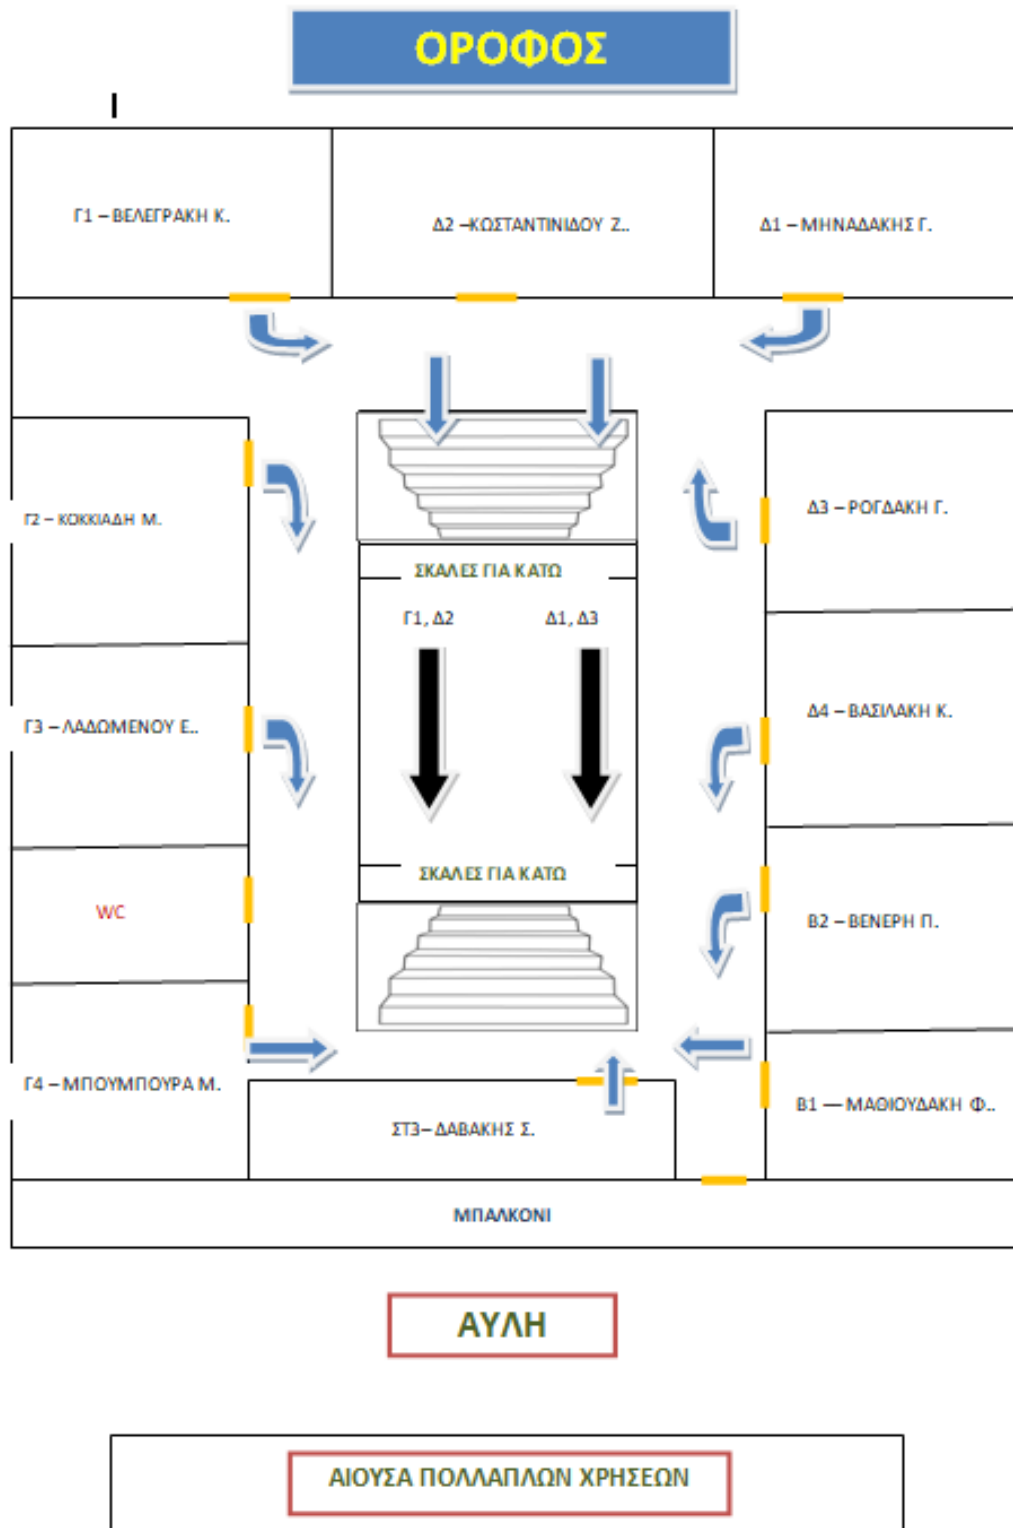 ΟΡΟΦΟΣ
Γ1 – ΒΕΛΕΓΡΑΚΗ Κ.
Δ2 –ΚΩΣΤΑΝΤΙΝΙΔΟΥ Ζ..
Δ1 – ΜΗΝΑΔΑΚΗΣ Γ.
Γ2 – ΚΟΚΚΙΑΔΗ Μ.
Δ3 – ΡΟΓΔΑΚΗ Γ.
ΣΚΑΛΕΣ ΓΙΑ ΚΑΤΩ
Γ1, Δ2
Δ1, Δ3
Γ3 – ΛΑΔΩΜΕΝΟΥ Ε..
Δ4 – ΒΑΣΙΛΑΚΗ Κ.
ΣΚΑΛΕΣ ΓΙΑ ΚΑΤΩ
WC
Β2 – ΒΕΝΕΡΗ Π.
Γ4 – ΜΠΟΥΜΠΟΥΡΑ Μ.
Β1 –– ΜΑΘΙΟΥΔΑΚΗ Φ..
ΣΤ3– ΔΑΒΑΚΗΣ Σ.
ΜΠΑΛΚΟΝΙ
ΑΥΛΗ
ΑΙΟΥΣΑ ΠΟΛΛΑΠΛΩΝ ΧΡΗΣΕΩΝ